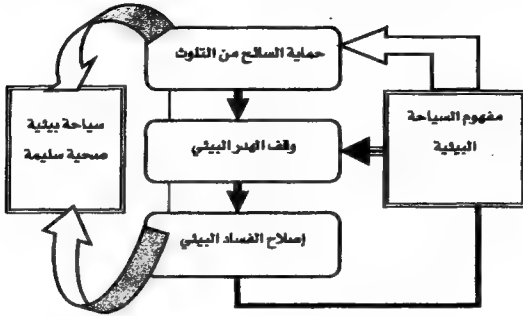 حماية السائح من التلوث
مفهوم السياحة
البيئية
وقف الهدر البيئي
سياحة بيئية
صحية سليمة
إصلاح الفساد البيئي